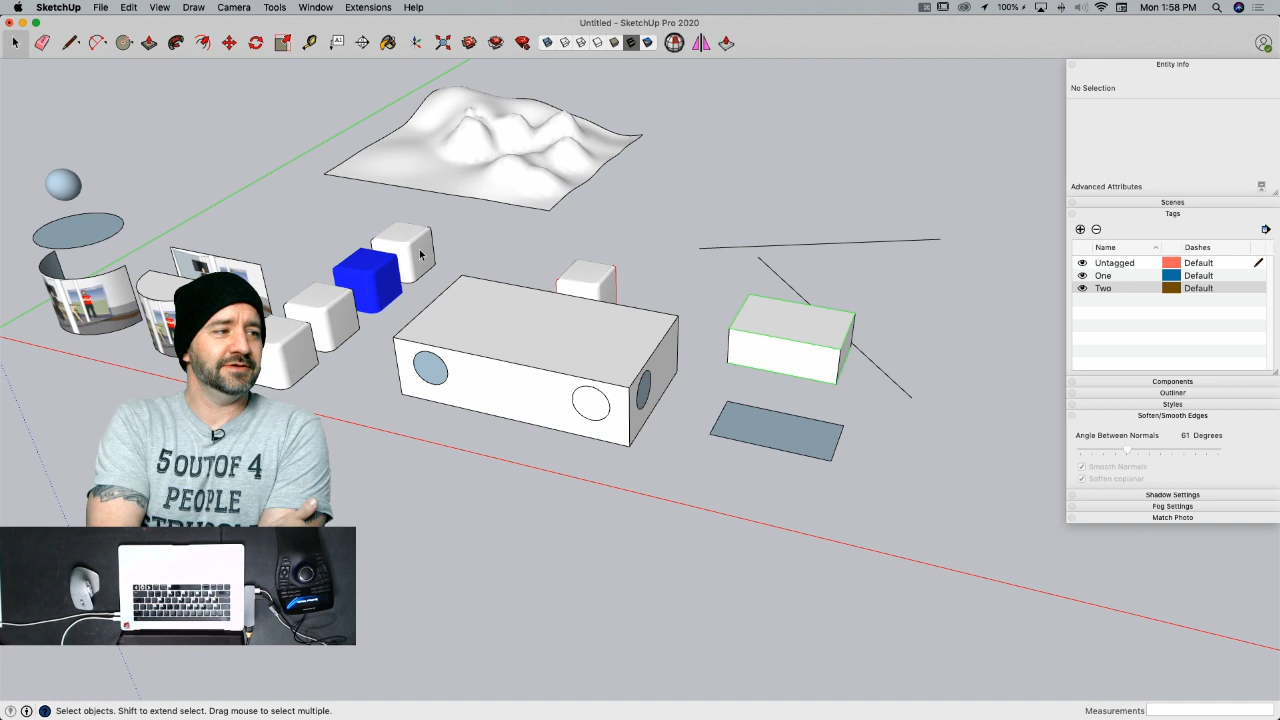 SketchUp File Edit View Draw Camera Tools Window Extensions Help 100% Mon 1:58 PM
Untitled - SketchUp Pro 2020
Entity Info
No Selection
Advanced Attributes
Scenes
Tags
Name Dashes
Untagged Default
One Default
Two Default
Components
Outliner
Styles
Soften/Smooth Edges
Angle Between Normals 61 Degrees
Smooth Normals
Soften coplanar
Shadow Settings
Fog Settings
Match Photo
5 OUT OF 4
PEOPLE
Select objects. Shift to extend select. Drag mouse to select multiple.
Measurements